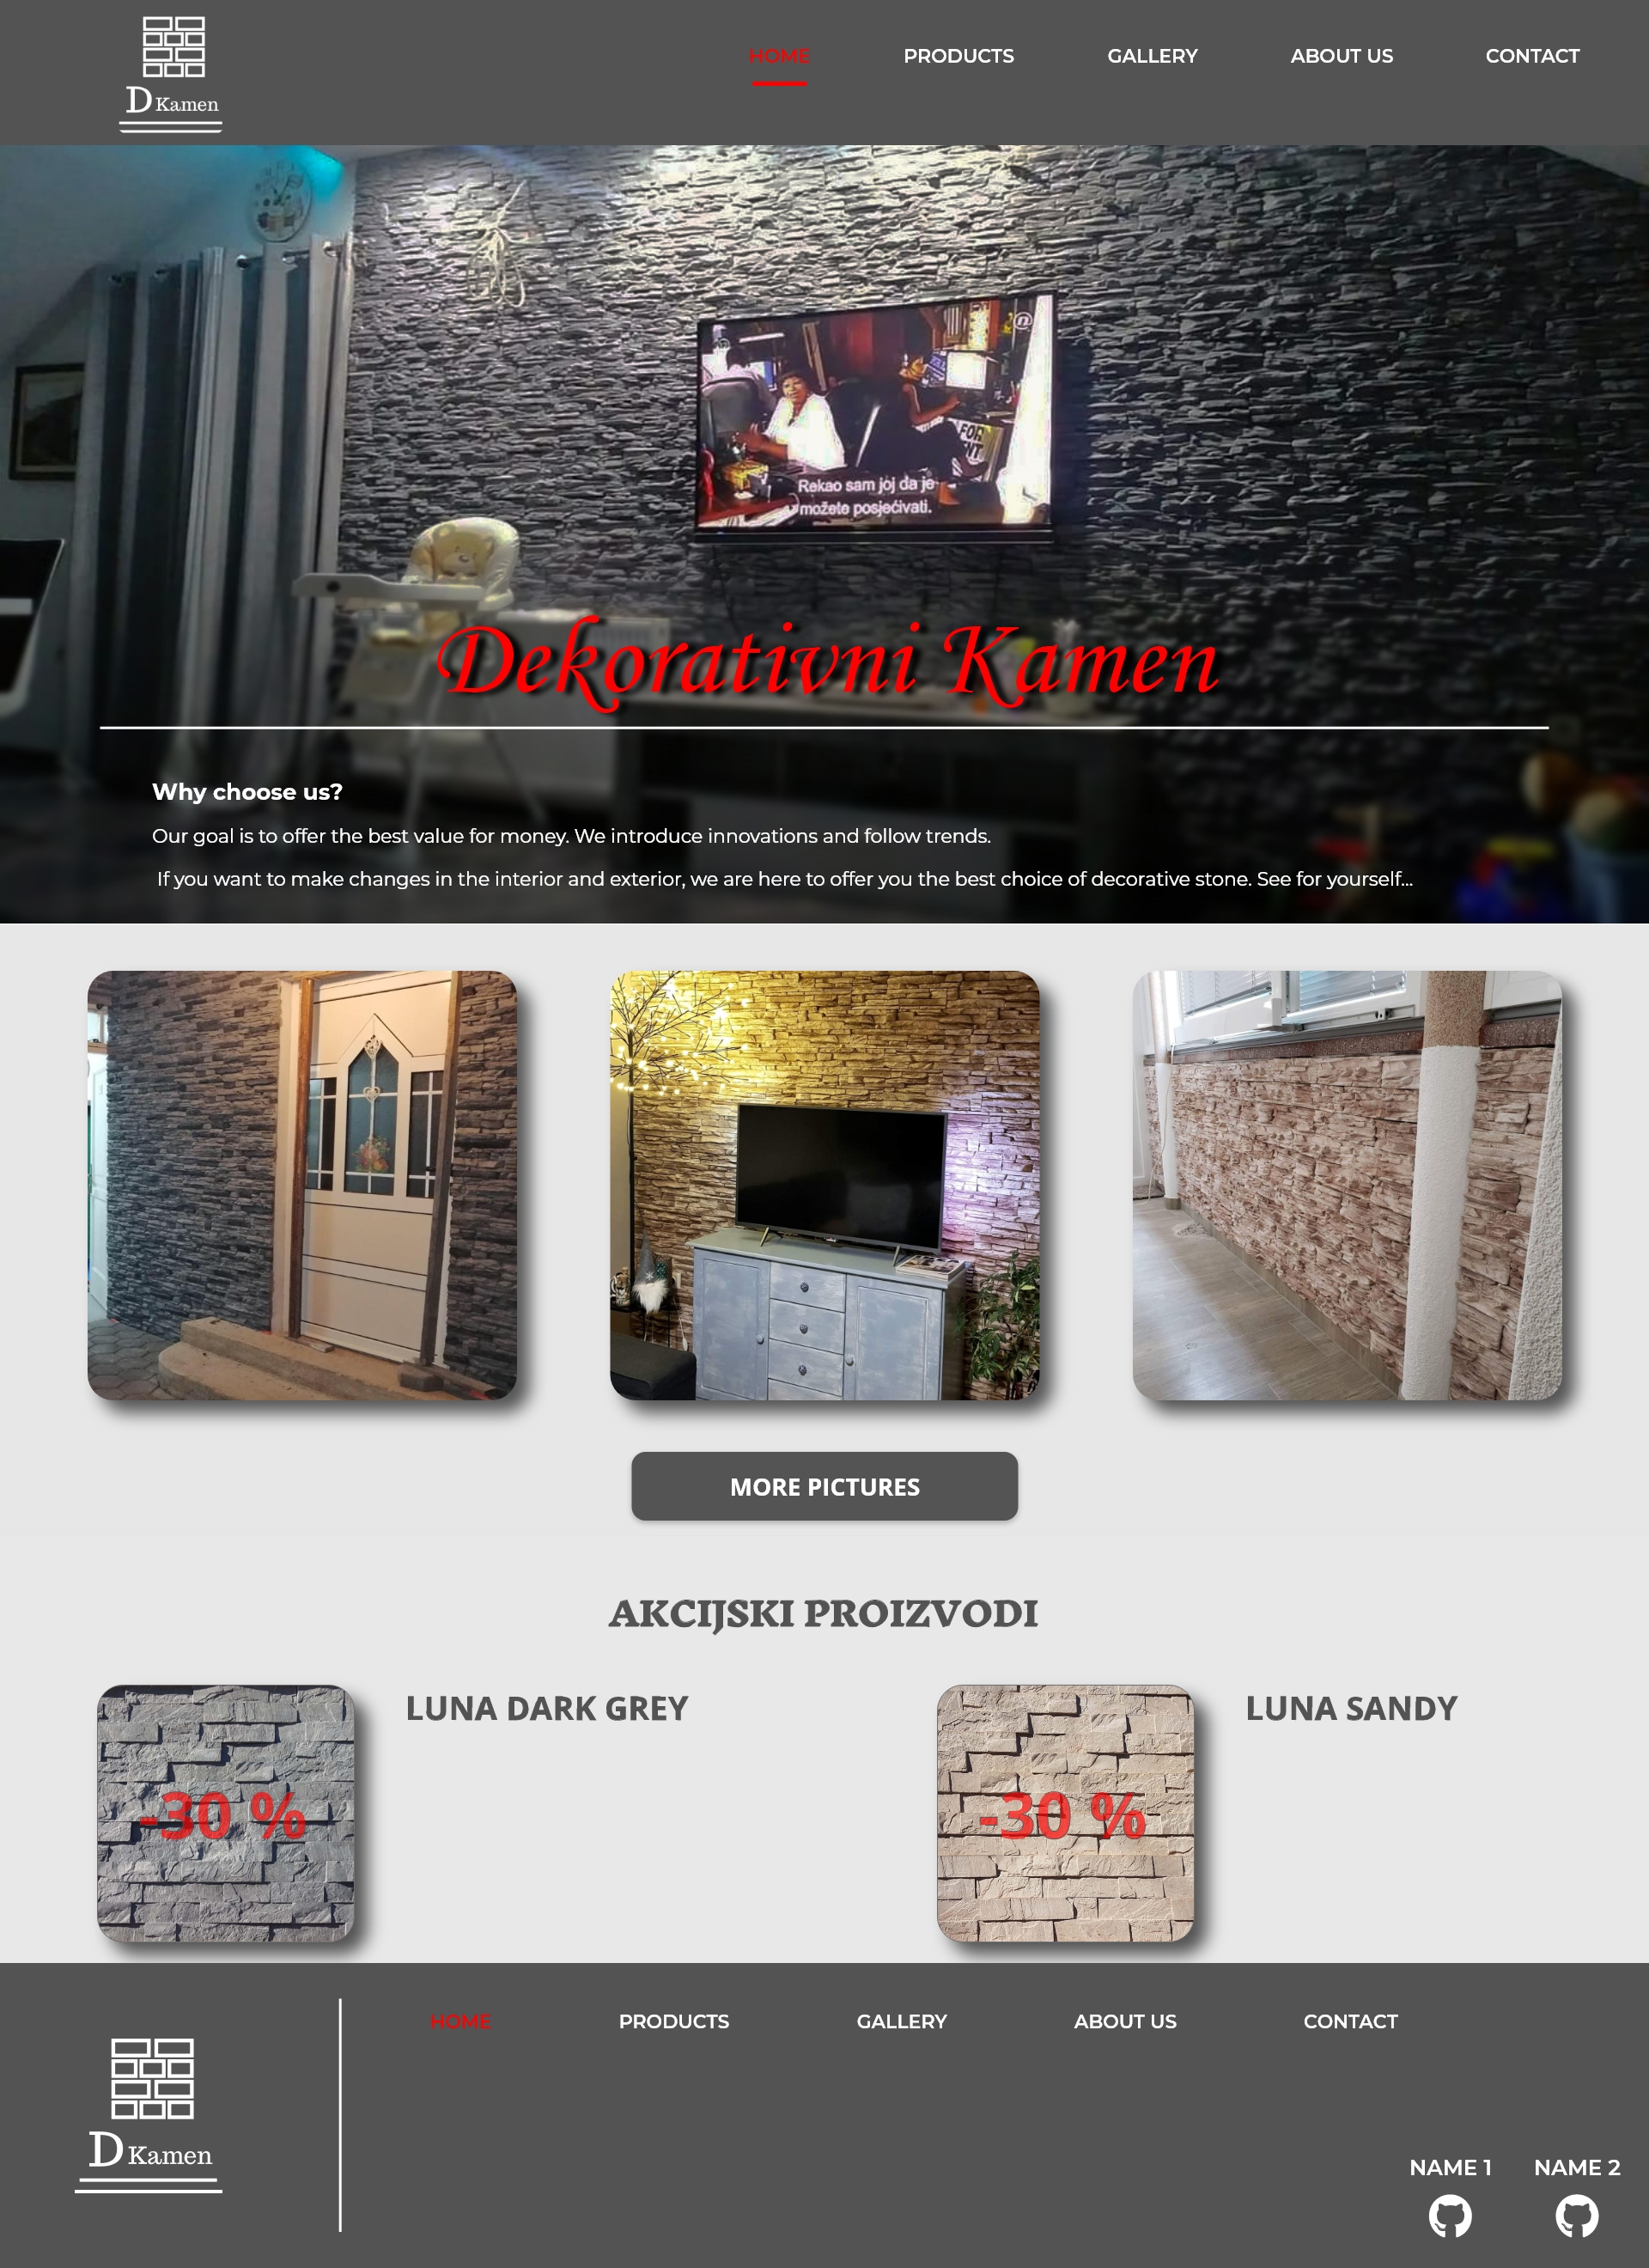 D Kamen
HOME PRODUCTS GALLERY ABOUT US CONTACT
Rekao sam joj da je
možete posjećivati.
Dekorativni Kamen
Why choose us?
Our goal is to offer the best value for money. We introduce innovations and follow trends.
If you want to make changes in the interior and exterior, we are here to offer you the best choice of decorative stone. See for yourself...
MORE PICTURES
AKCIJSKI PROIZVODI
-30 %
LUNA DARK GREY
-30 %
LUNA SANDY
HOME PRODUCTS GALLERY ABOUT US CONTACT
D Kamen
NAME 1 NAME 2